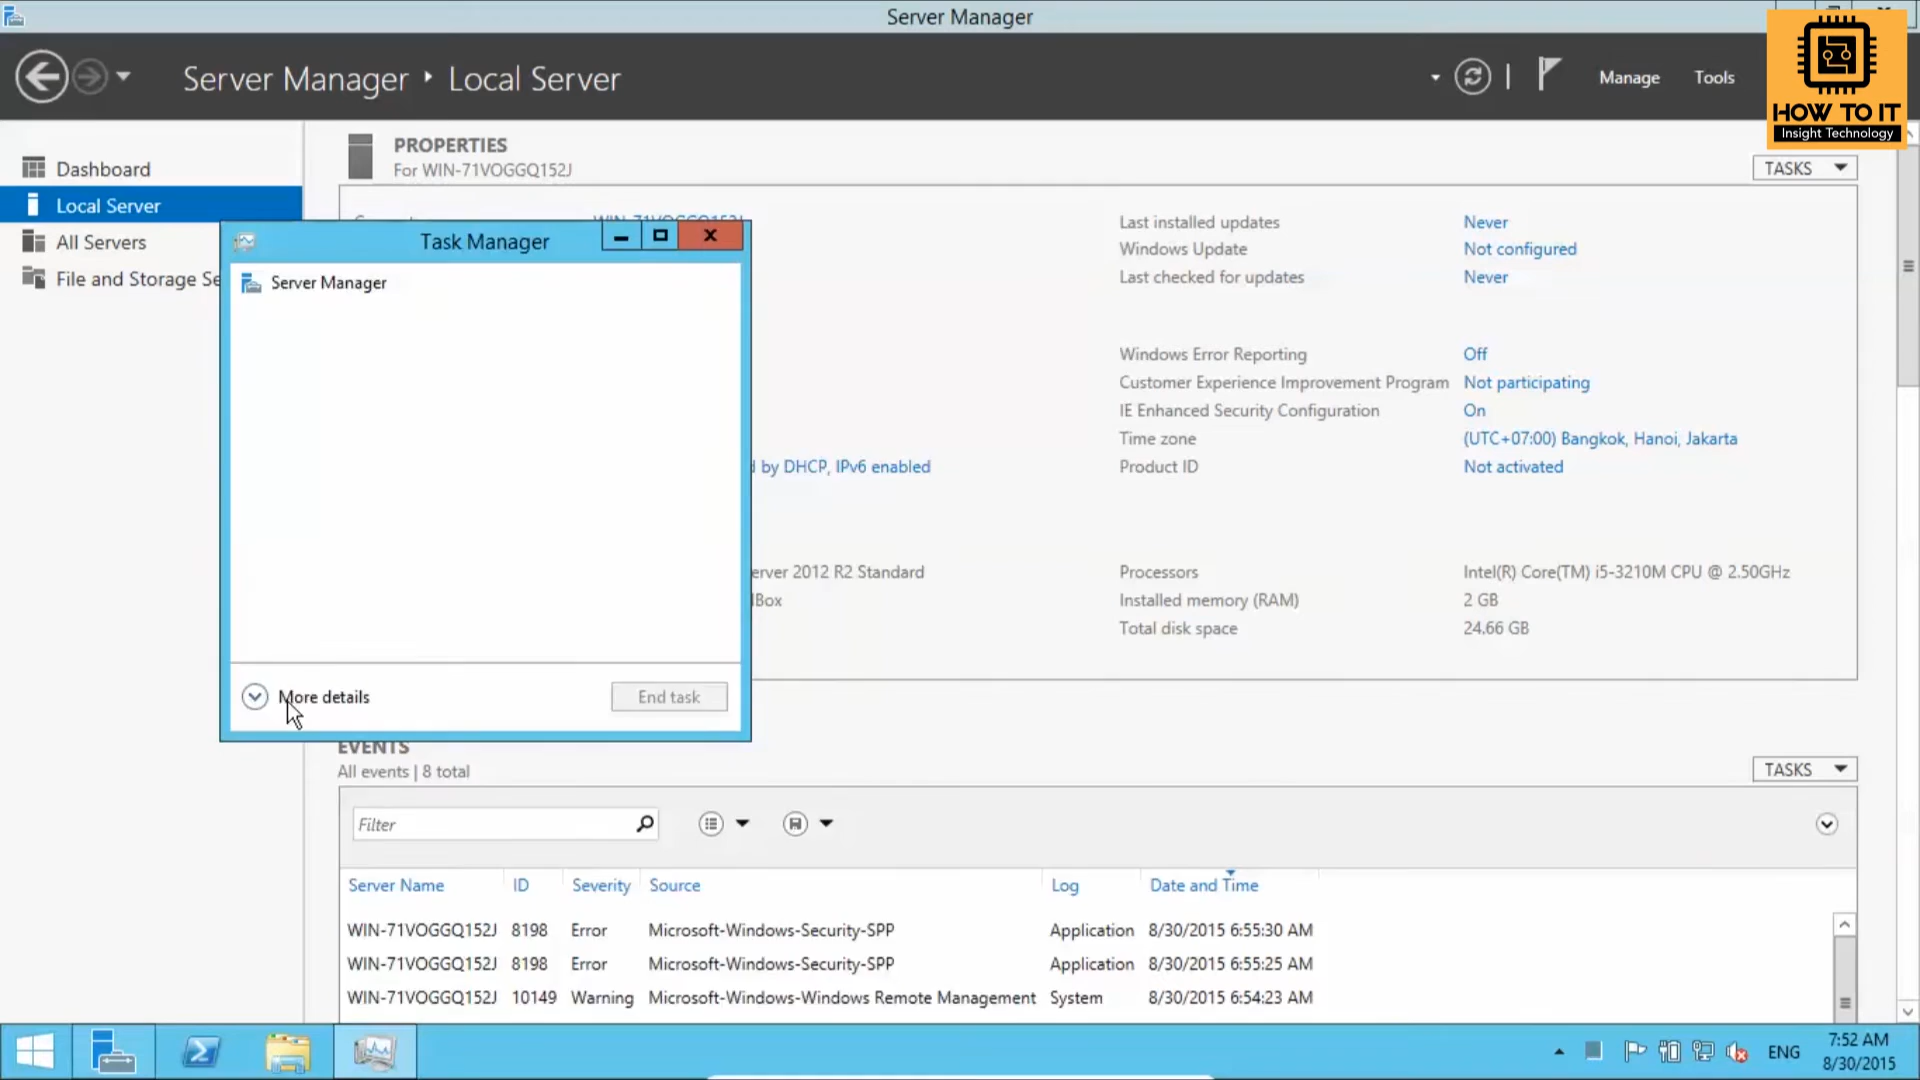 Server Manager
Server Manager ‣ Local Server
Manage
Tools
HOW TO IT
Insight Technology
Dashboard
Local Server
All Servers
File and Storage Se
PROPERTIES
For WIN-71VOGGQ152J
TASKS
WIN-71VOGGQ152J
Last installed updates Never
Windows Update Not configured
Last checked for updates Never
Windows Error Reporting Off
Customer Experience Improvement Program Not participating
IE Enhanced Security Configuration On
Time zone (UTC+07:00) Bangkok, Hanoi, Jakarta
by DHCP, IPv6 enabled
Product ID Not activated
erver 2012 R2 Standard
Processors Intel(R) Core(TM) i5-3210M CPU @ 2.50GHz
lBox
Installed memory (RAM) 2 GB
Total disk space 24.66 GB
Task Manager
Server Manager
More details
End task
EVENTS
All events | 8 total
TASKS
Filter
Server Name ID Severity Source Log Date and Time
WIN-71VOGGQ152J 8198 Error Microsoft-Windows-Security-SPP Application 8/30/2015 6:55:30 AM
WIN-71VOGGQ152J 8198 Error Microsoft-Windows-Security-SPP Application 8/30/2015 6:55:25 AM
WIN-71VOGGQ152J 10149 Warning Microsoft-Windows-Windows Remote Management System 8/30/2015 6:54:23 AM
ENG
7:52 AM
8/30/2015